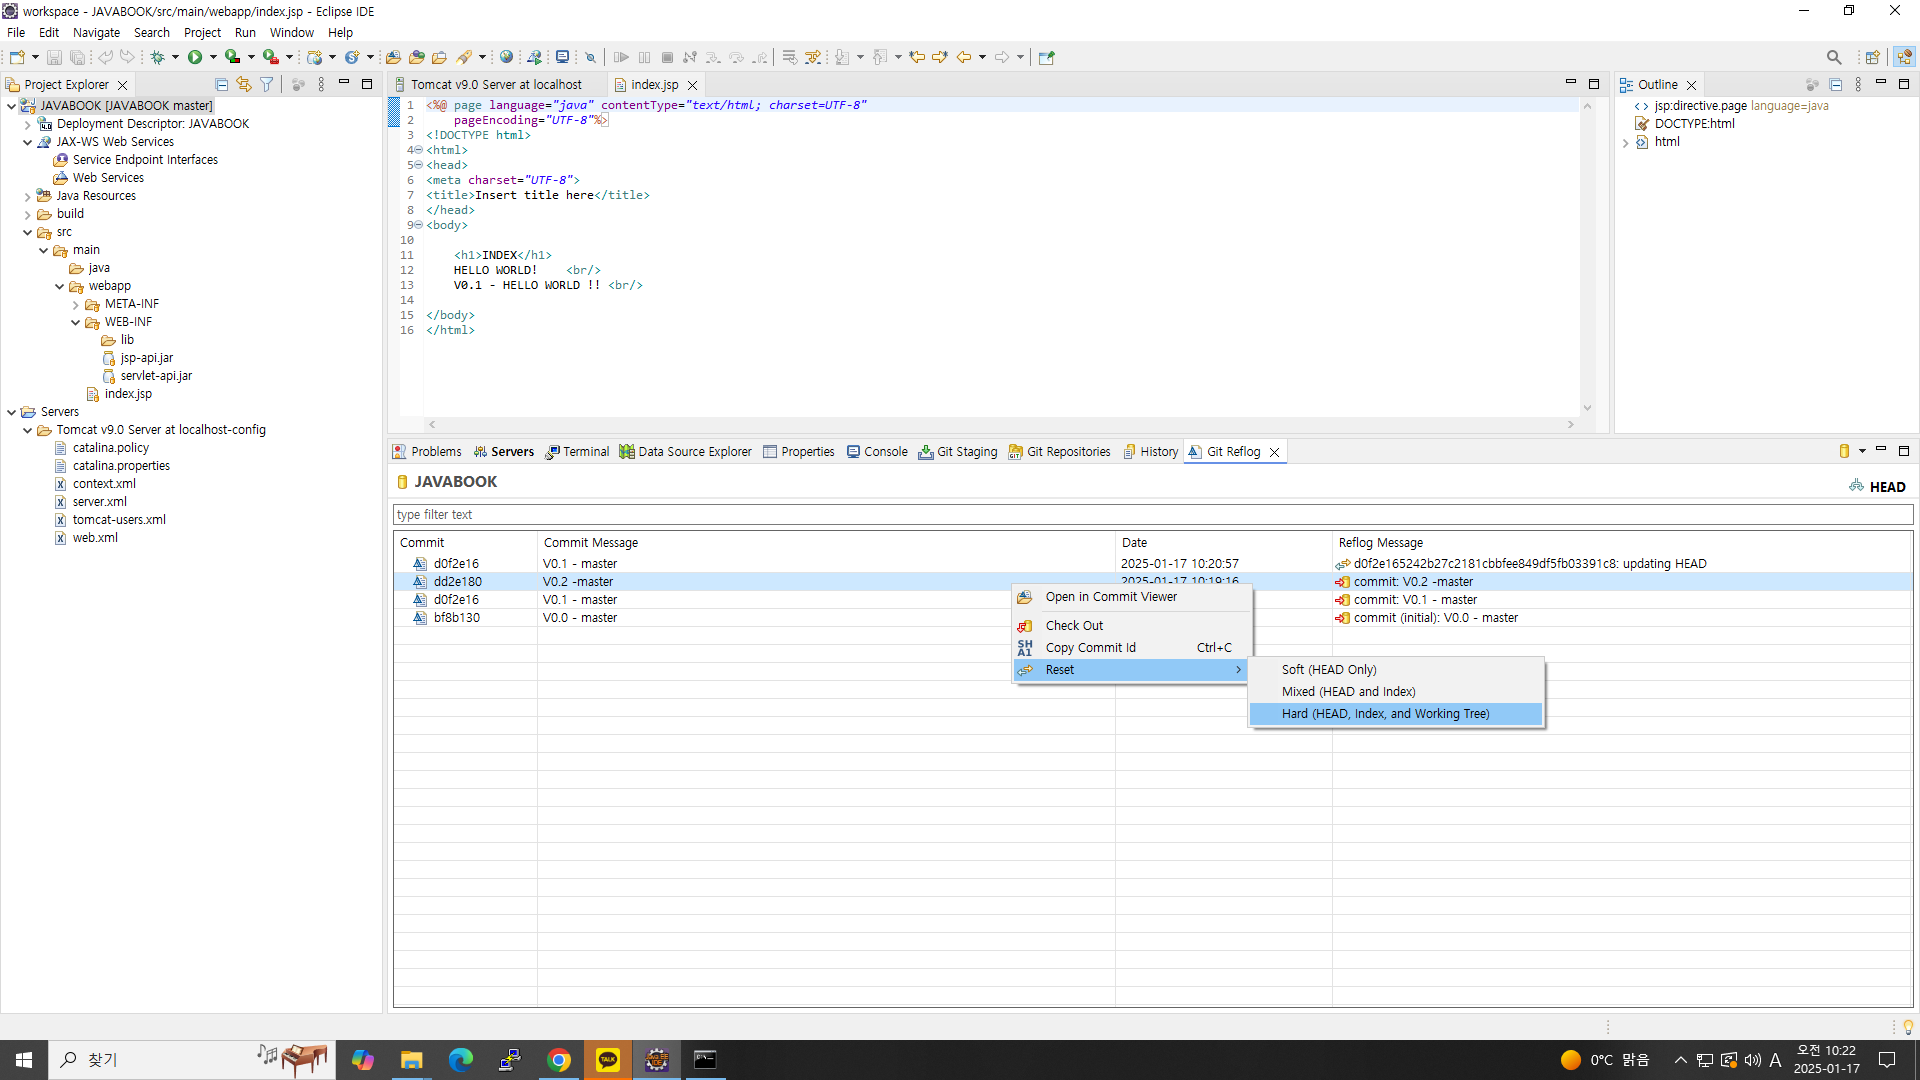 workspace - JAVABOOK/src/main/webapp/index.jsp - Eclipse IDE
File Edit Navigate Search Project Run Window Help
Project Explorer
JAVABOOK [JAVABOOK master]
Deployment Descriptor: JAVABOOK
JAX-WS Web Services
Service Endpoint Interfaces
Web Services
Java Resources
build
src
main
java
webapp
META-INF
WEB-INF
lib
jsp-api.jar
servlet-api.jar
index.jsp
Servers
Tomcat v9.0 Server at localhost-config
catalina.policy
catalina.properties
context.xml
server.xml
tomcat-users.xml
web.xml
Tomcat v9.0 Server at localhost index.jsp
1 <%@ page language="java" contentType="text/html; charset=UTF-8"
2 pageEncoding="UTF-8"%>
3 <!DOCTYPE html>
4 <html>
5 <head>
6 <meta charset="UTF-8">
7 <title>Insert title here</title>
8 </head>
9 <body>
10
11 <h1>INDEX</h1>
12 HELLO WORLD! <br/>
13 V0.1 - HELLO WORLD !! <br/>
14
15 </body>
16 </html>
Outline
jsp:directive.page language=java
DOCTYPE:html
html
Problems Servers Terminal Data Source Explorer Properties Console Git Staging Git Repositories History Git Reflog
JAVABOOK HEAD
type filter text
Commit Commit Message Date Reflog Message
d0f2e16 V0.1 - master 2025-01-17 10:20:57 d0f2e165242b27c2181cbbfee849df5fb03391c8: updating HEAD
dd2e180 V0.2 -master 2025-01-17 10:19:16 commit: V0.2 -master
d0f2e16 V0.1 - master commit: V0.1 - master
bf8b130 V0.0 - master commit (initial): V0.0 - master
Open in Commit Viewer
Check Out
SHA1 Copy Commit Id Ctrl+C
Reset
Soft (HEAD Only)
Mixed (HEAD and Index)
Hard (HEAD, Index, and Working Tree)
찾기
TALK
0°C 맑음
A
오전 10:22
2025-01-17